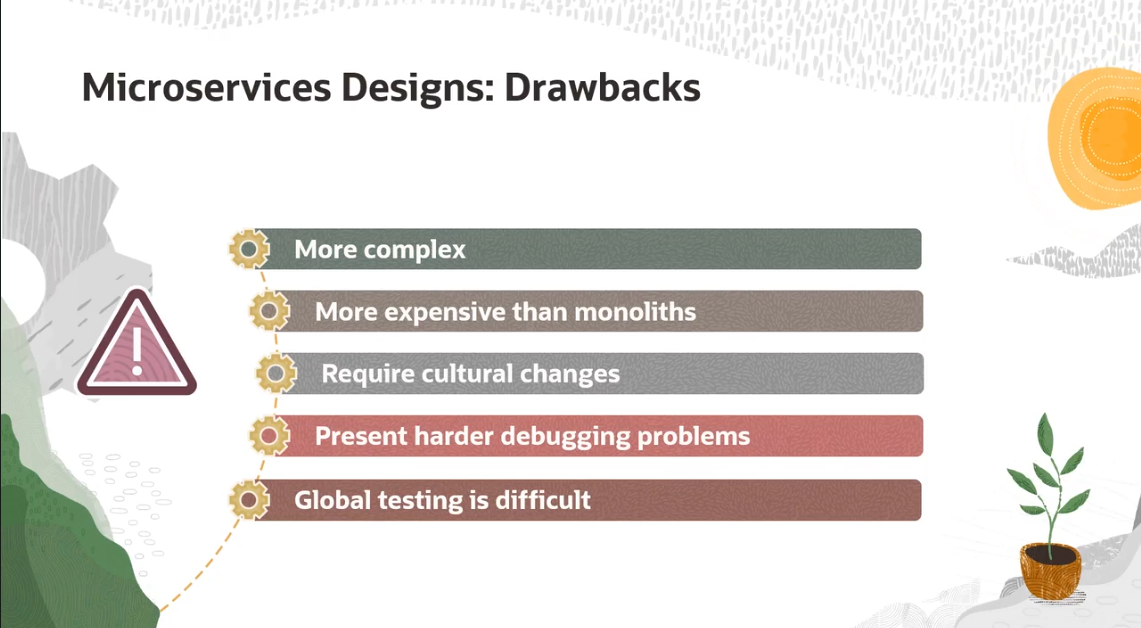 Microservices Designs: Drawbacks
More complex
More expensive than monoliths
Require cultural changes
Present harder debugging problems
Global testing is difficult